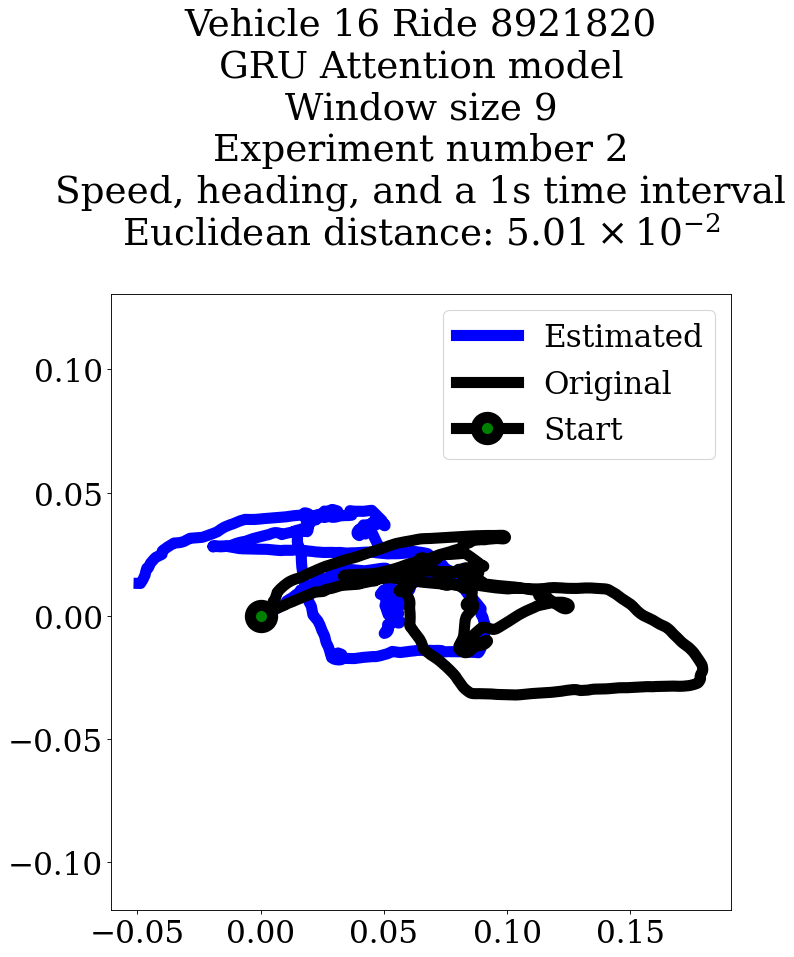 Vehicle 16 Ride 8921820
GRU Attention model
Window size 9
Experiment number 2
Speed, heading, and a 1s time interval
Euclidean distance: 5.01 × 10⁻²
Estimated
Original
Start
0.10
0.05
0.00
−0.05
−0.10
−0.05 0.00 0.05 0.10 0.15